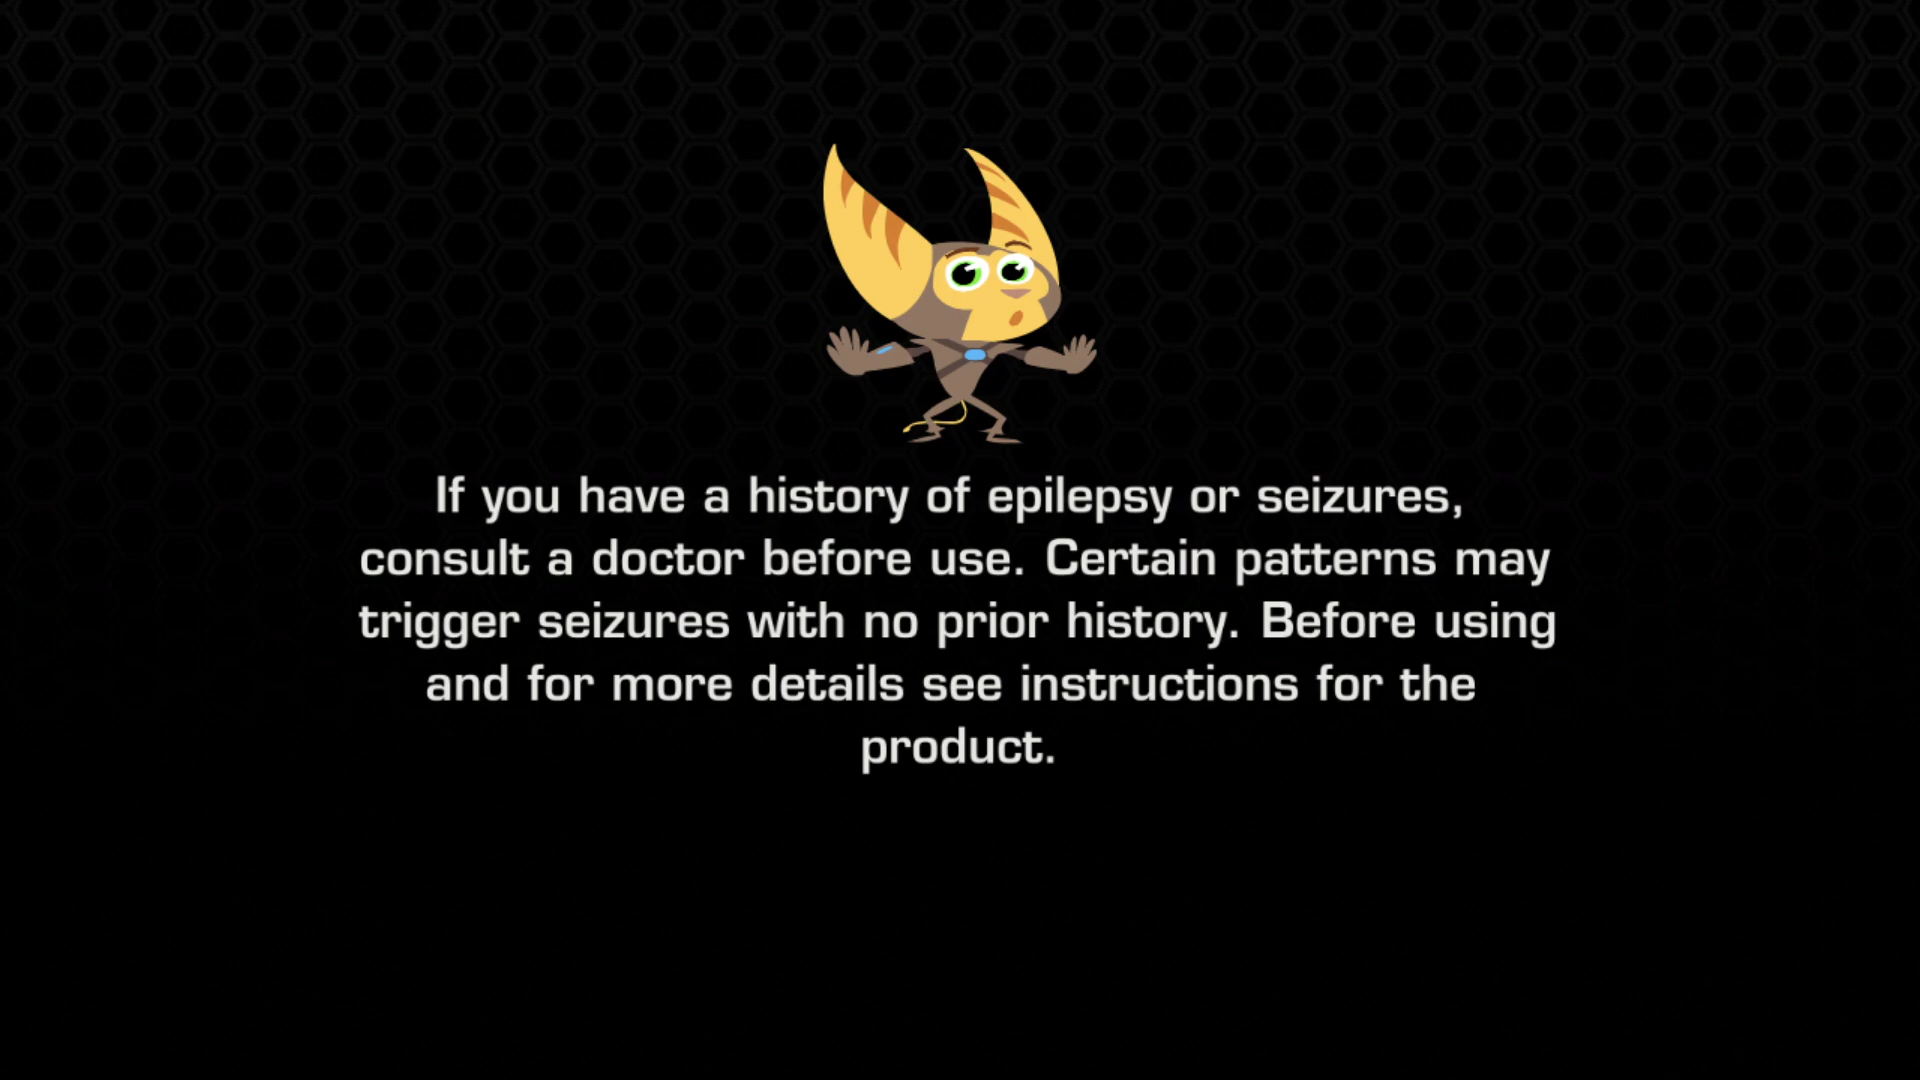 If you have a history of epilepsy or seizures,
consult a doctor before use. Certain patterns may
trigger seizures with no prior history. Before using
and for more details see instructions for the
product.